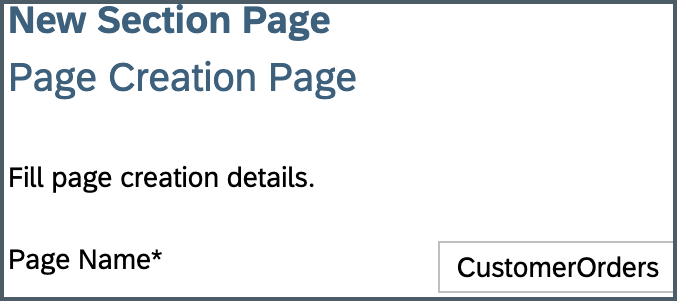 New Section Page
Page Creation Page
Fill page creation details.
Page Name*
CustomerOrders